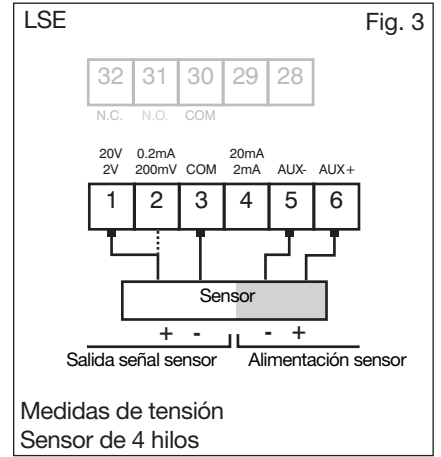 LSE Fig. 3
32 31 30 29 28
N.C. N.O. COM
20V 0.2mA 20mA
2V 200mV COM 2mA AUX- AUX+
1 2 3 4 5 6
Sensor
+ - - +
Salida señal sensor Alimentación sensor
Medidas de tensión
Sensor de 4 hilos